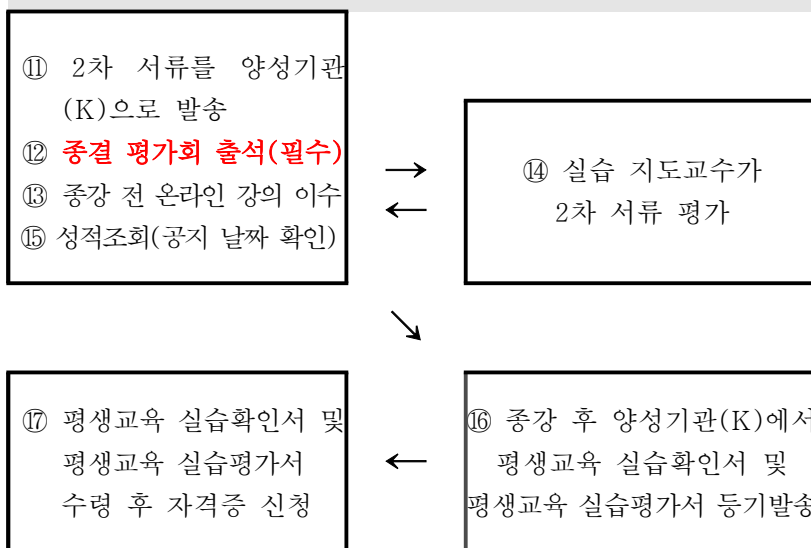 ⑪ 2차 서류를 양성기관
(K)으로 발송
⑫ 종결 평가회 출석(필수)
⑬ 종강 전 온라인 강의 이수
⑮ 성적조회(공지 날짜 확인)
→
←
⑭ 실습 지도교수가
2차 서류 평가
↘
⑰ 평생교육 실습확인서 및
평생교육 실습평가서
수령 후 자격증 신청
←
⑯ 종강 후 양성기관(K)에서
평생교육 실습확인서 및
평생교육 실습평가서 등기발송